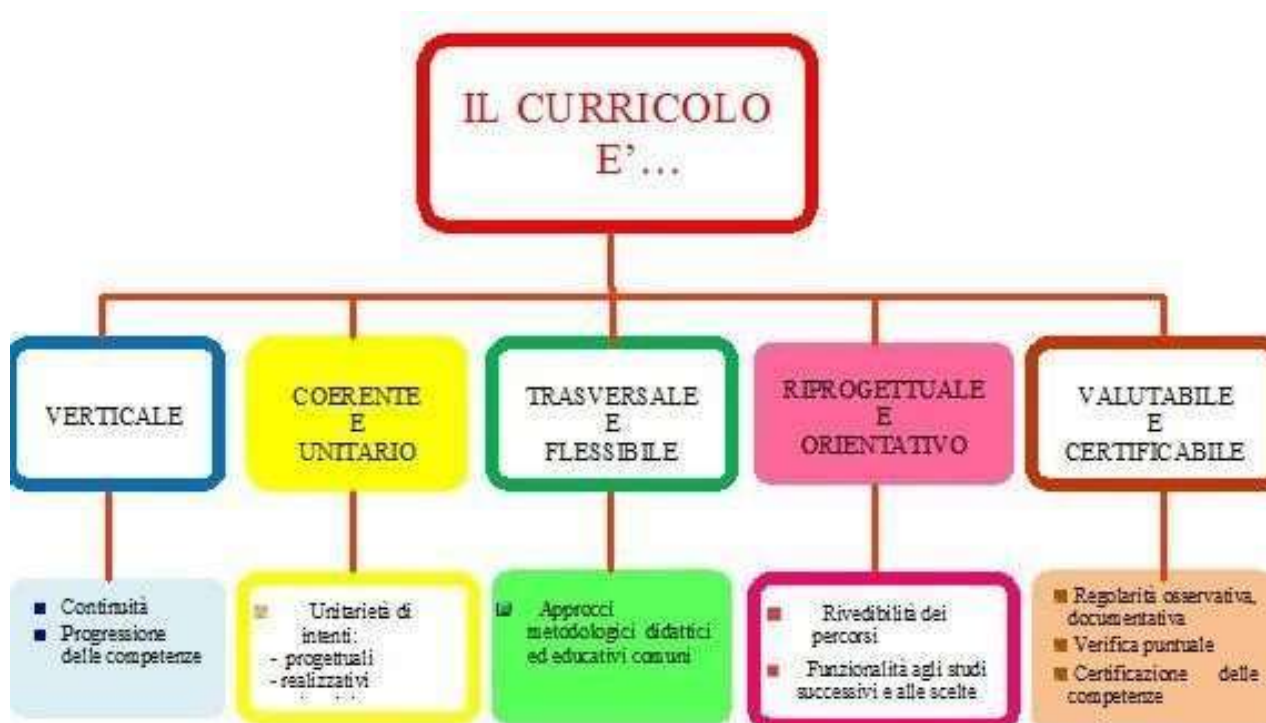 IL CURRICOLO
E'...
VERTICALE
COERENTE
E
UNITARIO
TRASVERSALE
E
FLESSIBILE
RIPROGETTUALE
E
ORIENTATIVO
VALUTABILE
E
CERTIFICABILE
Continuità
Progressione
delle competenze
Unitarietà di
intenti:
- progettuali
- realizzativi
Approcci
metodologici didattici
ed educativi comuni
Rivedibilità dei
percorsi
Funzionalità agli studi
successivi e alle scelte
Regolarità osservativa,
documentativa
Verifica puntuale
Certificazione delle
competenze